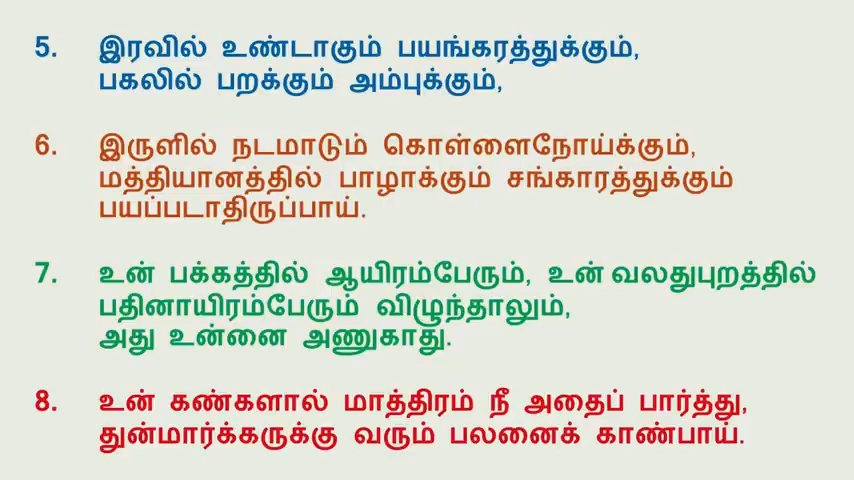 5. இரவில் உண்டாகும் பயங்கரத்துக்கும்,
பகலில் பறக்கும் அம்புக்கும்,
6. இருளில் நடமாடும் கொள்ளைநோய்க்கும்,
மத்தியானத்தில் பாழாக்கும் சங்காரத்துக்கும்
பயப்படாதிருப்பாய்.
7. உன் பக்கத்தில் ஆயிரம்பேரும், உன் வலதுபுறத்தில்
பதினாயிரம்பேரும் விழுந்தாலும்,
அது உன்னை அணுகாது.
8. உன் கண்களால் மாத்திரம் நீ அதைப் பார்த்து,
துன்மார்க்கருக்கு வரும் பலனைக் காண்பாய்.